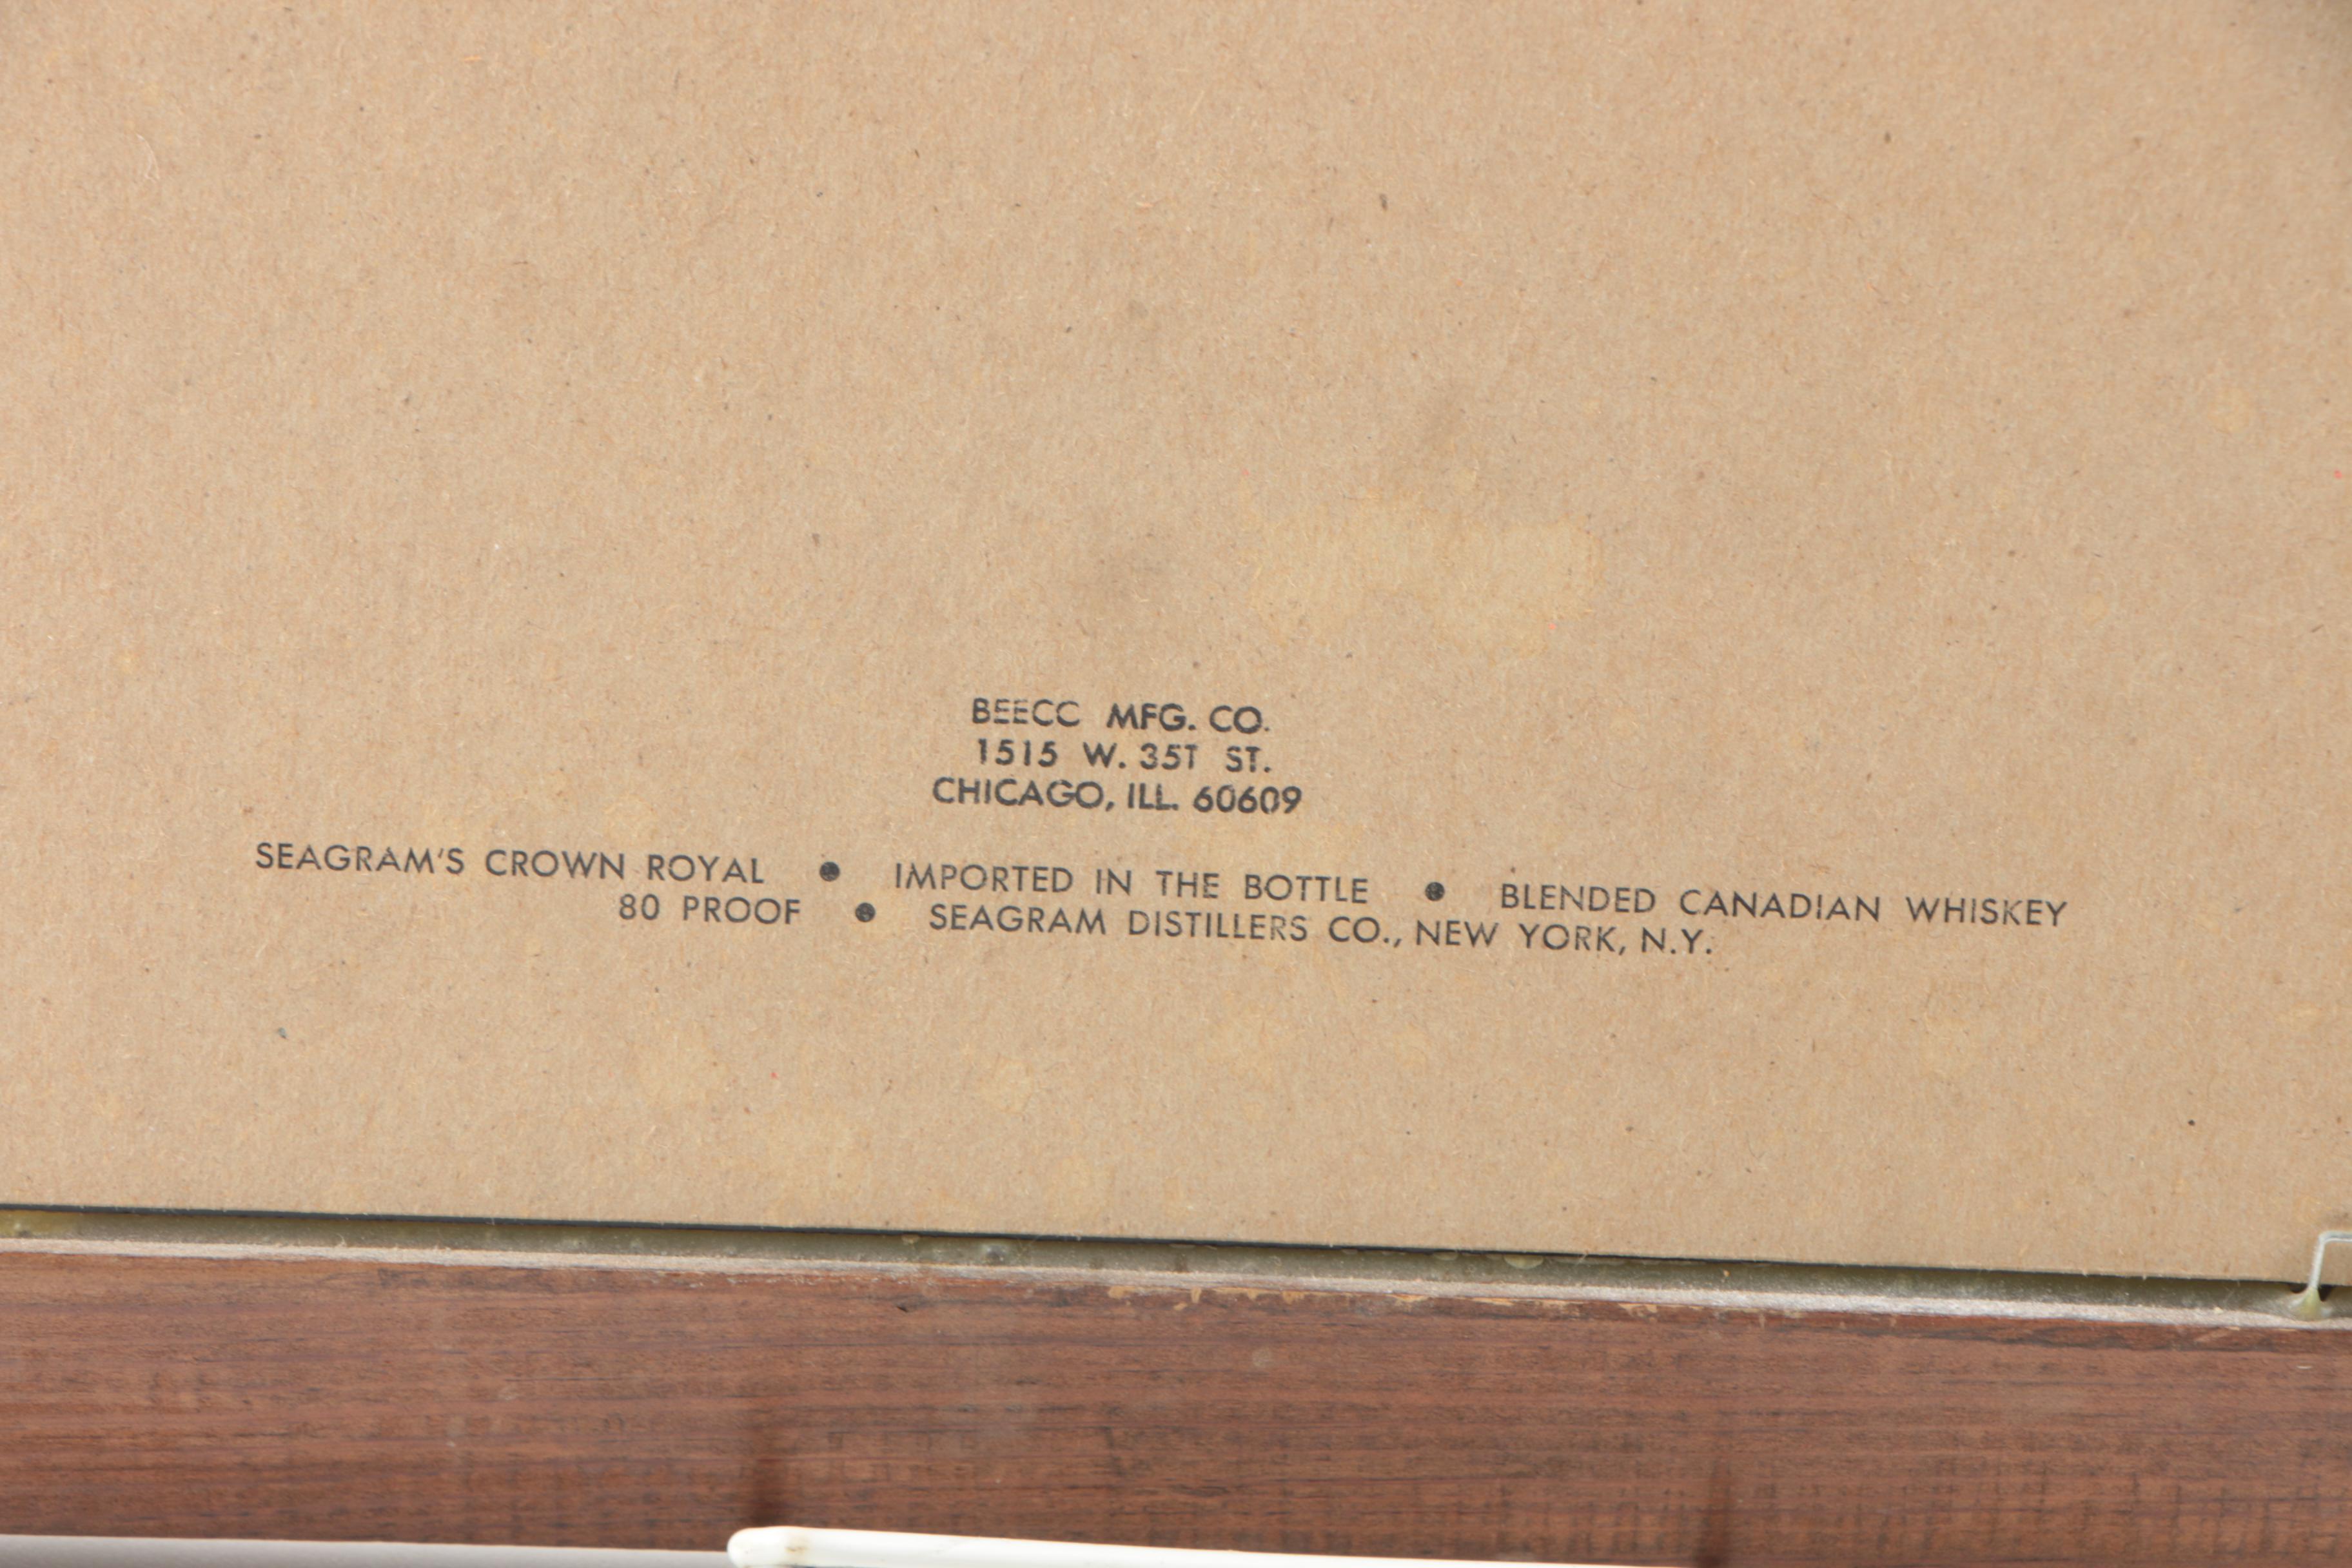 BEECC MFG. CO.
1515 W. 35T ST.
CHICAGO, ILL. 60609
SEAGRAM'S CROWN ROYAL ● IMPORTED IN THE BOTTLE ● BLENDED CANADIAN WHISKEY
80 PROOF ● SEAGRAM DISTILLERS CO., NEW YORK, N.Y.